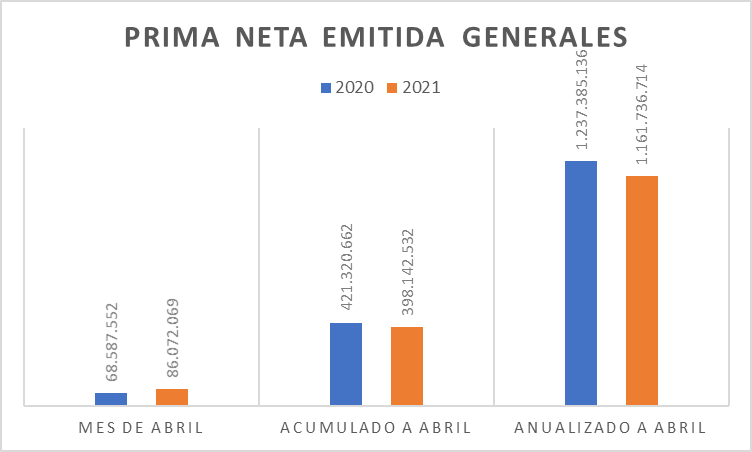 PRIMA NETA EMITIDA GENERALES
2020 2021
68.587.552
86.072.069
421.320.662
398.142.532
1.237.385.136
1.161.736.714
MES DE ABRIL
ACUMULADO A ABRIL
ANUALIZADO A ABRIL